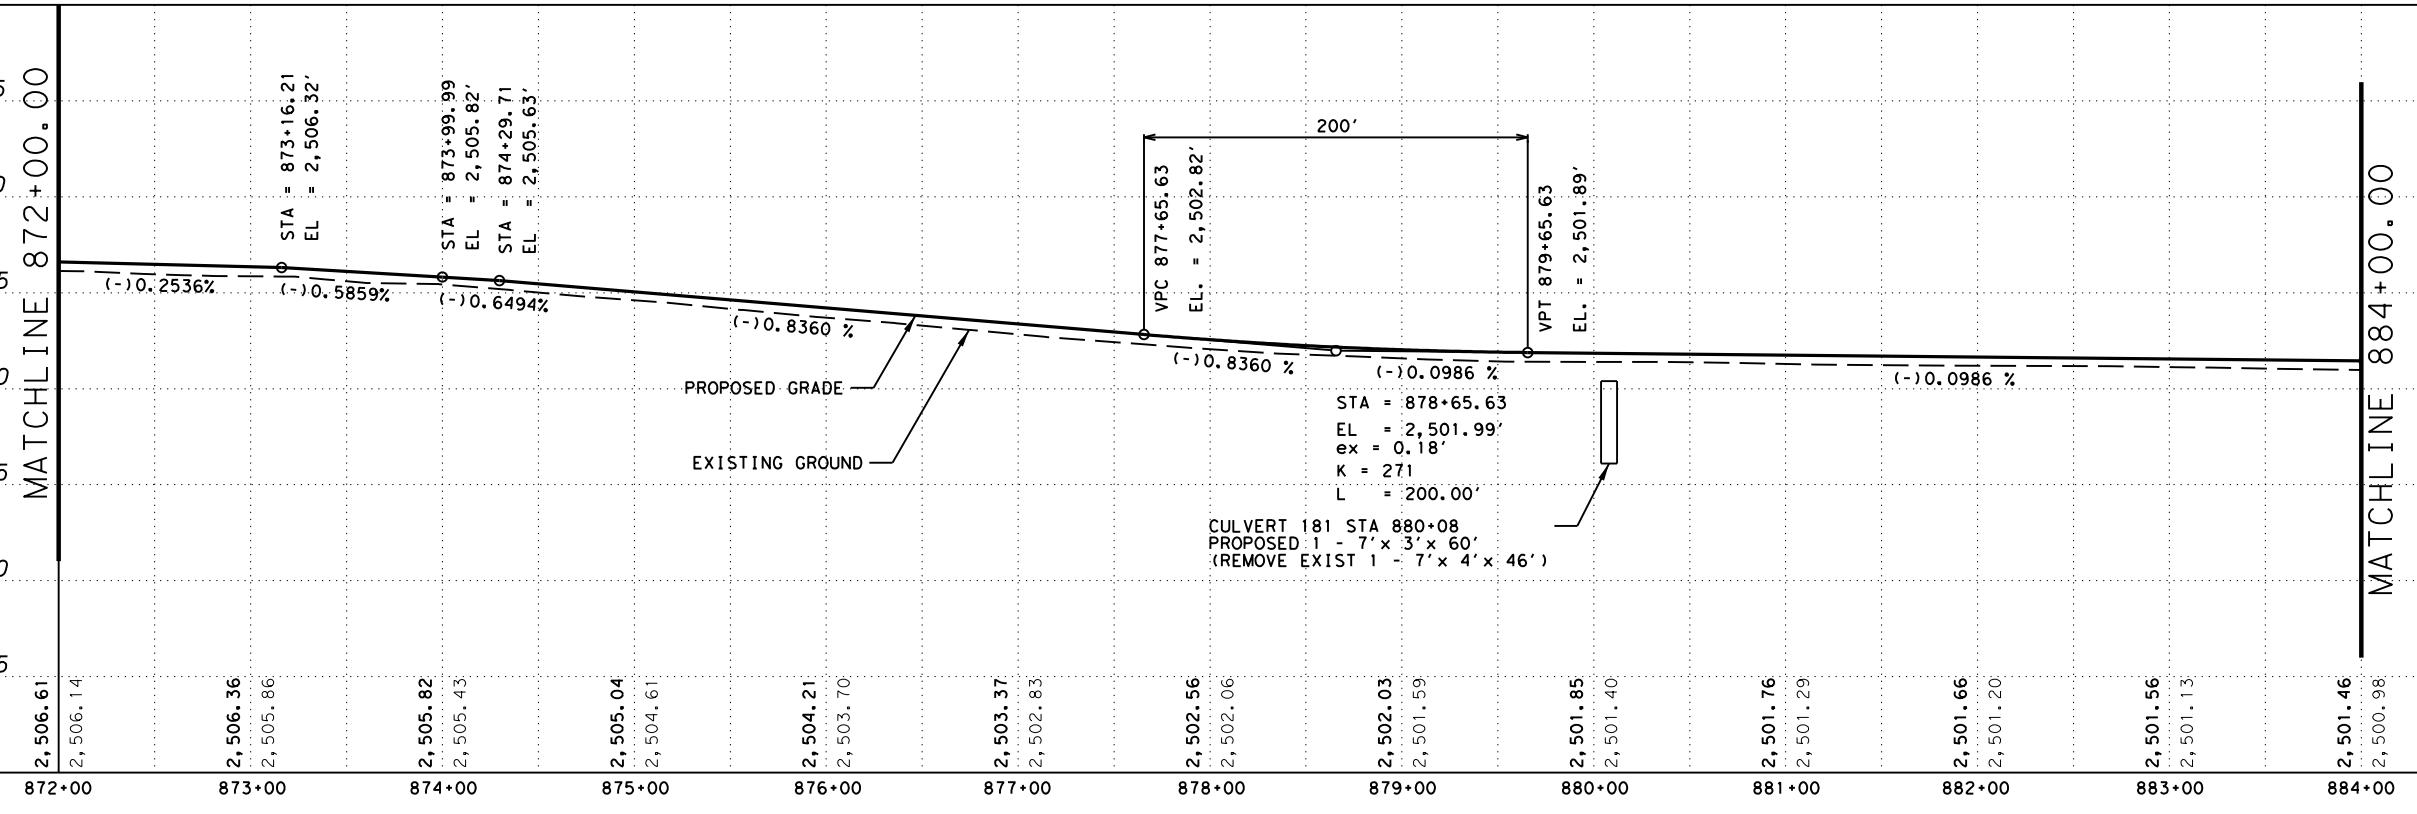 MATCHLINE 872+00.00
STA = 873+16.21
EL = 2,506.32'
STA = 873+99.99
EL = 2,505.82'
STA = 874+29.71
EL = 2,505.63'
200'
VPC 877+65.63
EL. = 2,502.82'
VPT 879+65.63
EL. = 2,501.89'
MATCHLINE 884+00.00
(-)0.2536%
(-)0.5859%
(-)0.6494%
(-)0.8360 %
(-)0.8360 %
(-)0.0986 %
(-)0.0986 %
PROPOSED GRADE
EXISTING GROUND
STA = 878+65.63
EL = 2,501.99'
ex = 0.18'
K = 271
L = 200.00'
CULVERT 181 STA 880+08
PROPOSED 1 - 7'x 3'x 60'
(REMOVE EXIST 1 - 7'x 4'x 46')
2,506.61
2,506.14
2,506.36
2,505.86
2,505.82
2,505.43
2,505.04
2,504.61
2,504.21
2,503.70
2,503.37
2,502.83
2,502.56
2,502.06
2,502.03
2,501.59
2,501.85
2,501.40
2,501.76
2,501.29
2,501.66
2,501.20
2,501.56
2,501.13
2,501.46
2,500.98
872+00 873+00 874+00 875+00 876+00 877+00 878+00 879+00 880+00 881+00 882+00 883+00 884+00